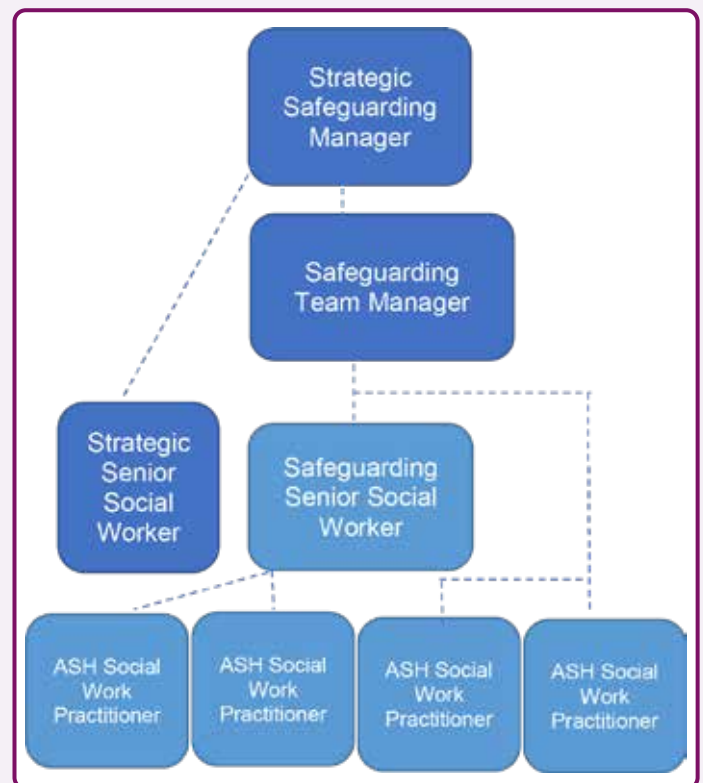 Strategic
Safeguarding
Manager
Safeguarding
Team Manager
Strategic
Senior
Social
Worker
Safeguarding
Senior Social
Worker
ASH Social
Work
Practitioner
ASH Social
Work
Practitioner
ASH Social
Work
Practitioner
ASH Social
Work
Practitioner